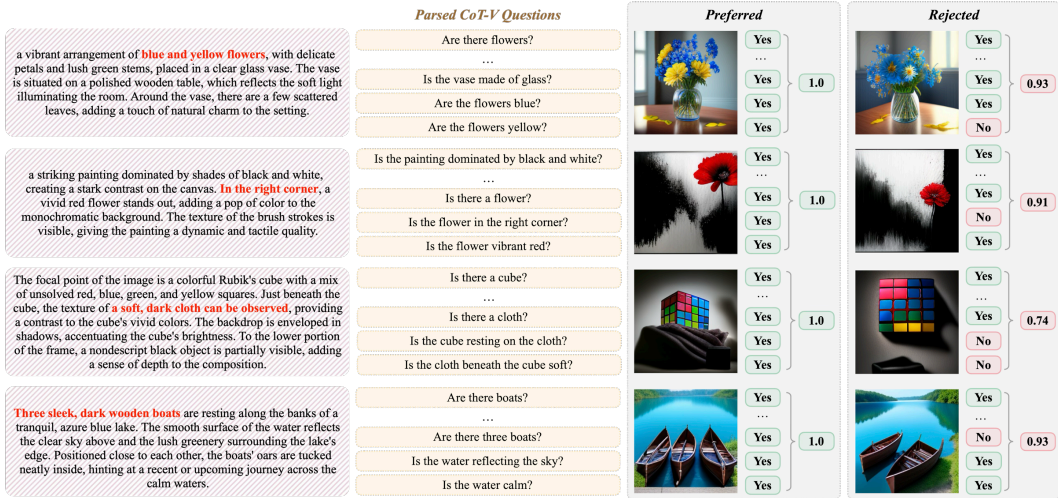 Parsed CoT-V Questions
Preferred
Rejected
a vibrant arrangement of blue and yellow flowers, with delicate
petals and lush green stems, placed in a clear glass vase. The vase
is situated on a polished wooden table, which reflects the soft light
illuminating the room. Around the vase, there are a few scattered
leaves, adding a touch of natural charm to the setting.
Are there flowers?
...
Is the vase made of glass?
Are the flowers blue?
Are the flowers yellow?
Yes
...
Yes
Yes
Yes
1.0
Yes
...
Yes
Yes
No
0.93
a striking painting dominated by shades of black and white,
creating a stark contrast on the canvas. In the right corner, a
vivid red flower stands out, adding a pop of color to the
monochromatic background. The texture of the brush strokes is
visible, giving the painting a dynamic and tactile quality.
Is the painting dominated by black and white?
...
Is there a flower?
Is the flower in the right corner?
Is the flower vibrant red?
Yes
...
Yes
Yes
Yes
1.0
Yes
...
Yes
No
Yes
0.91
The focal point of the image is a colorful Rubik's cube with a mix
of unsolved red, blue, green, and yellow squares. Just beneath the
cube, the texture of a soft, dark cloth can be observed, providing
a contrast to the cube's vivid colors. The backdrop is enveloped in
shadows, accentuating the cube's brightness. To the lower portion
of the frame, a nondescript black object is partially visible, adding
a sense of depth to the composition.
Is there a cube?
...
Is there a cloth?
Is the cube resting on the cloth?
Is the cloth beneath the cube soft?
Yes
...
Yes
Yes
Yes
1.0
Yes
...
Yes
No
No
0.74
Three sleek, dark wooden boats are resting along the banks of a
tranquil, azure blue lake. The smooth surface of the water reflects
the clear sky above and the lush greenery surrounding the lake's
edge. Positioned close to each other, the boats' oars are tucked
neatly inside, hinting at a recent or upcoming journey across the
calm waters.
Are there boats?
...
Are there three boats?
Is the water reflecting the sky?
Is the water calm?
Yes
...
Yes
Yes
Yes
1.0
Yes
...
No
Yes
Yes
0.93